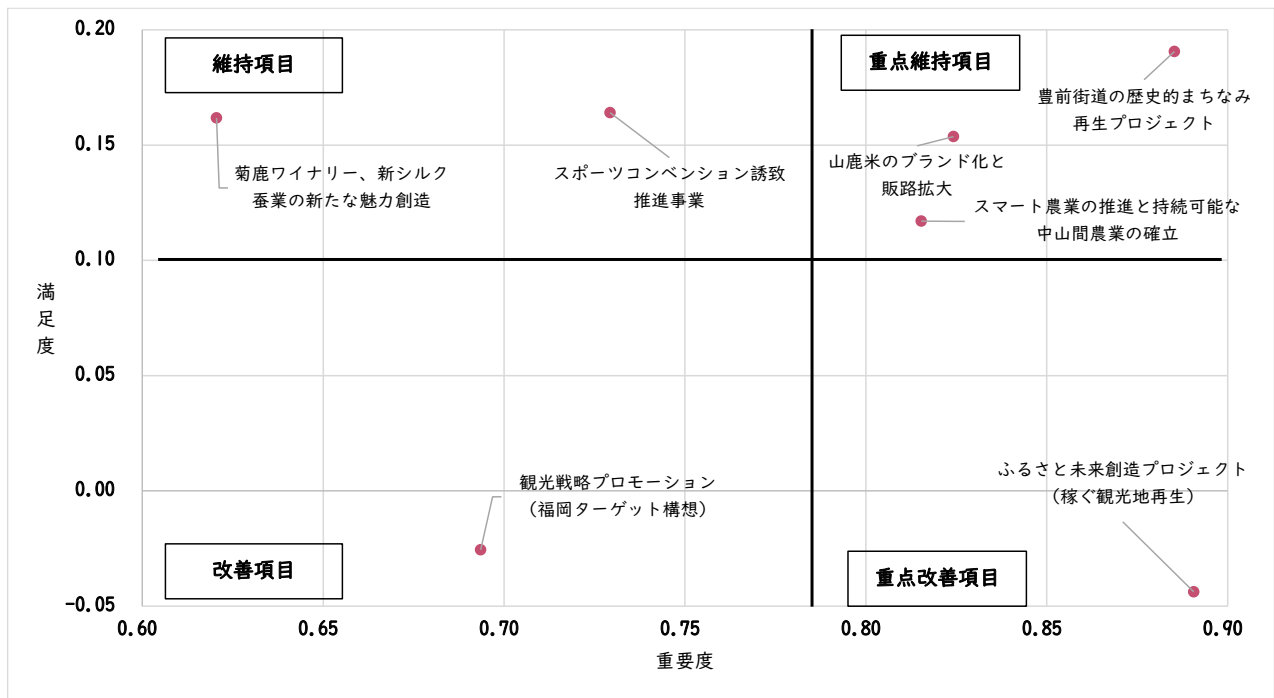 0.20
維持項目
重点維持項目
豊前街道の歴史的まちなみ
再生プロジェクト
0.15
菊鹿ワイナリー、新シルク
蚕業の新たな魅力創造
スポーツコンベンション誘致
推進事業
山鹿米のブランド化と
販路拡大
スマート農業の推進と持続可能な
中山間農業の確立
0.10
満足度
0.05
ふるさと未来創造プロジェクト
（稼ぐ観光地再生）
観光戦略プロモーション
（福岡ターゲット構想）
0.00
改善項目
重点改善項目
-0.05
0.60
0.65
0.70
0.75
0.80
0.85
0.90
重要度